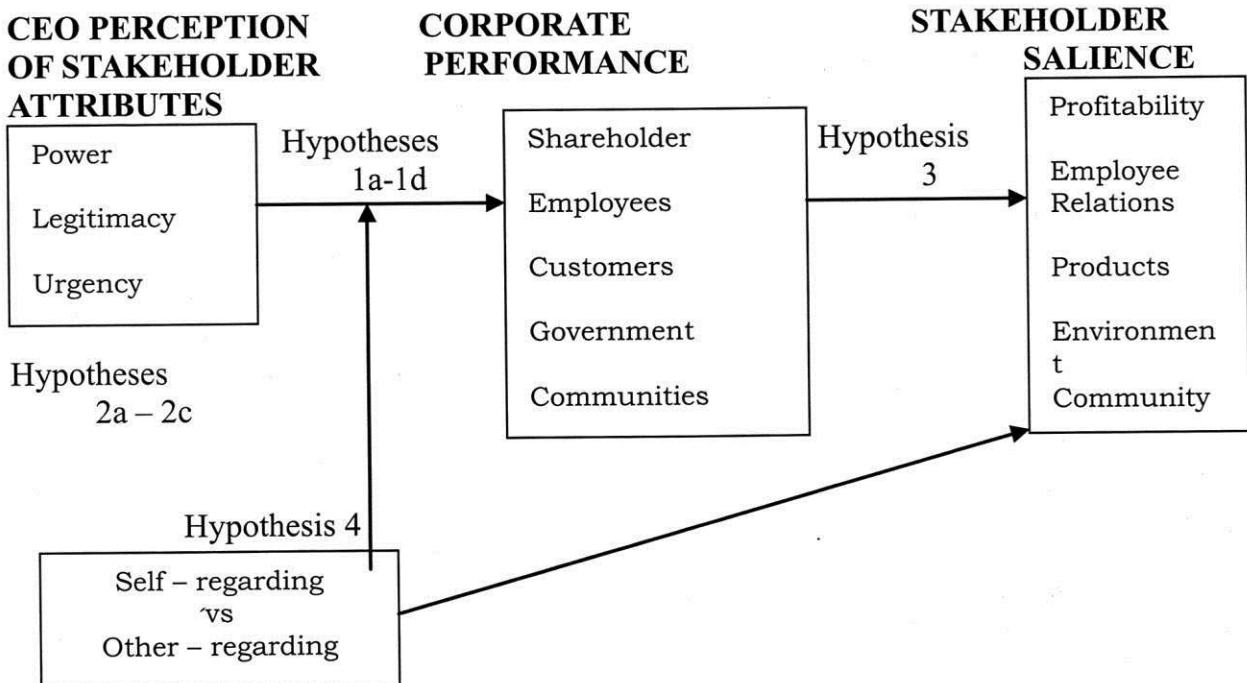 CEO PERCEPTION
OF STAKEHOLDER
ATTRIBUTES
CORPORATE
PERFORMANCE
STAKEHOLDER
SALIENCE
Power
Legitimacy
Urgency
Hypotheses
1a-1d
Shareholder
Employees
Customers
Government
Communities
Hypothesis
3
Profitability
Employee
Relations
Products
Environmen
t
Community
Hypotheses
2a – 2c
Hypothesis 4
Self – regarding
vs
Other – regarding